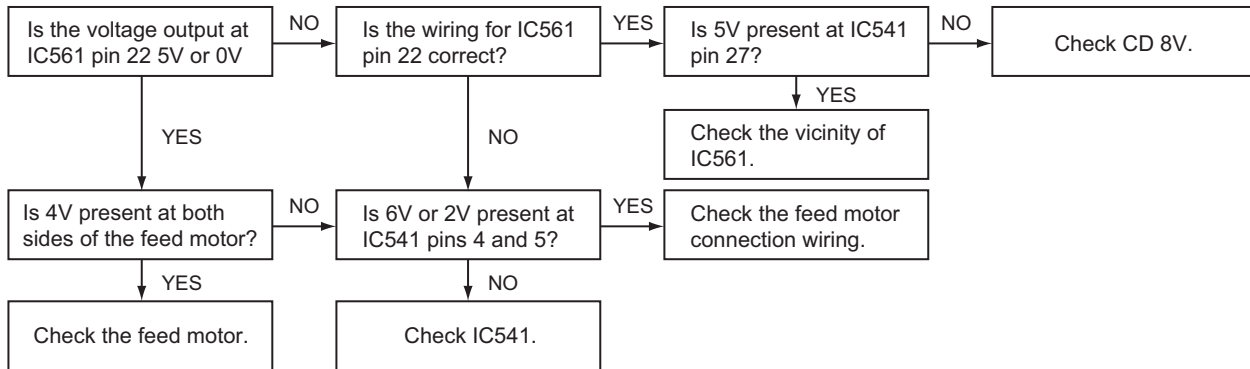 Is the voltage output at
IC561 pin 22 5V or 0V
NO
Is the wiring for IC561
pin 22 correct?
YES
Is 5V present at IC541
pin 27?
NO
Check CD 8V.
YES
NO
YES
Check the vicinity of
IC561.
Is 4V present at both
sides of the feed motor?
NO
Is 6V or 2V present at
IC541 pins 4 and 5?
YES
Check the feed motor
connection wiring.
YES
NO
Check the feed motor.
Check IC541.